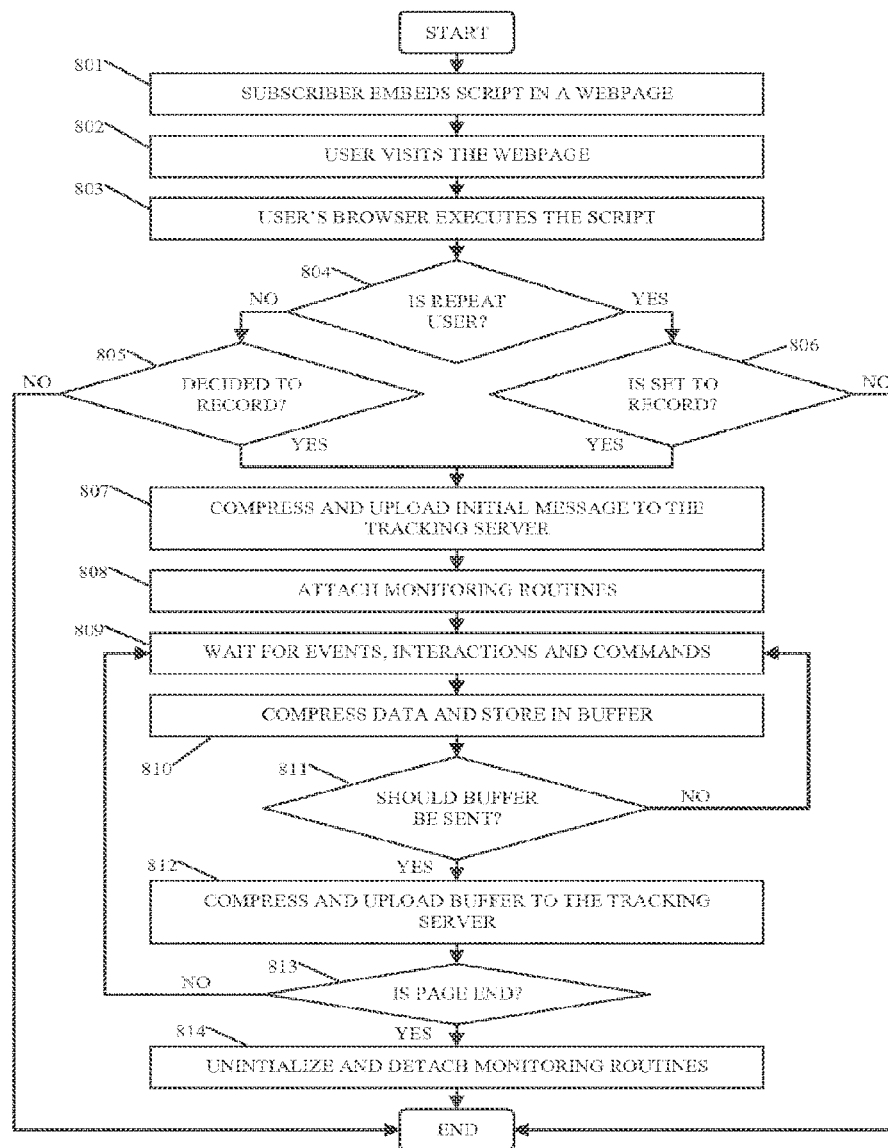 START
801
SUBSCRIBER EMBEDS SCRIPT IN A WEBPAGE
802
USER VISITS THE WEBPAGE
803
USER'S BROWSER EXECUTES THE SCRIPT
804
NO
IS REPEAT
USER?
YES
805
806
NO
DECIDED TO
RECORD?
IS SET TO
RECORD?
NO
YES
YES
807
COMPRESS AND UPLOAD INITIAL MESSAGE TO THE
TRACKING SERVER
808
ATTACH MONITORING ROUTINES
809
WAIT FOR EVENTS, INTERACTIONS AND COMMANDS
COMPRESS DATA AND STORE IN BUFFER
810
811
SHOULD BUFFER
BE SENT?
NO
YES
812
COMPRESS AND UPLOAD BUFFER TO THE TRACKING
SERVER
813
NO
IS PAGE END?
YES
814
UNINTIALIZE AND DETACH MONITORING ROUTINES
END